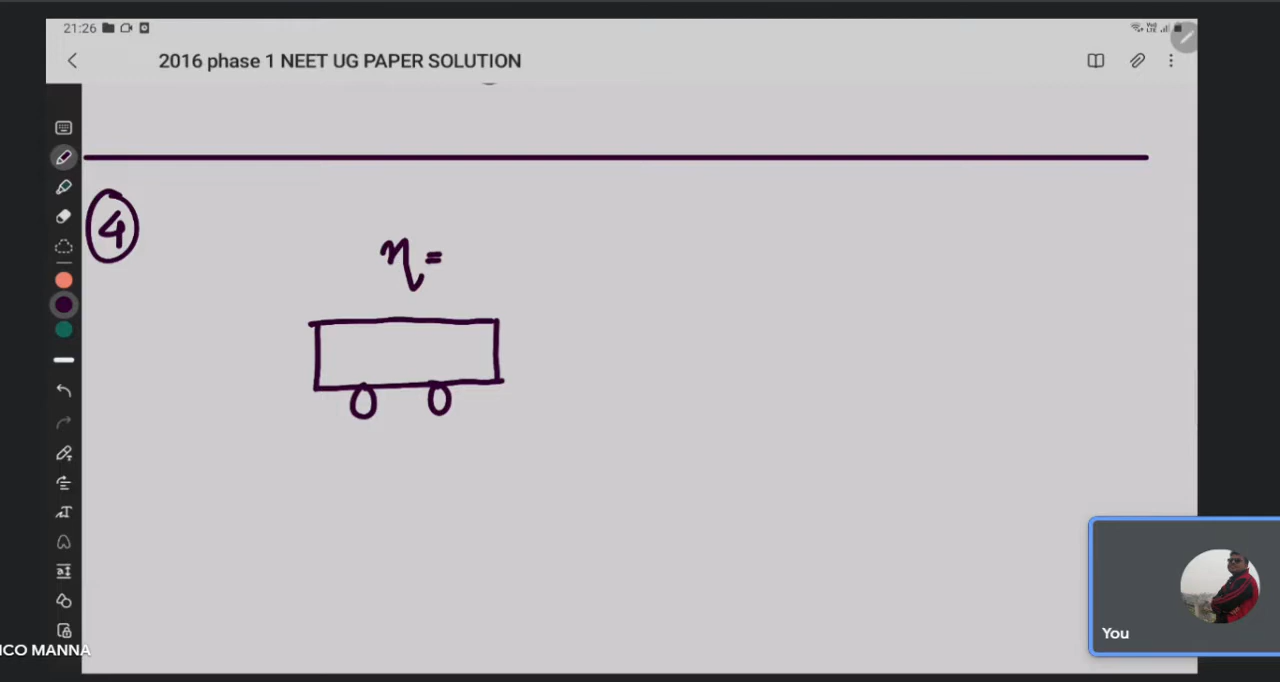 21:26
2016 phase 1 NEET UG PAPER SOLUTION
4
η =
You
ICO MANNA